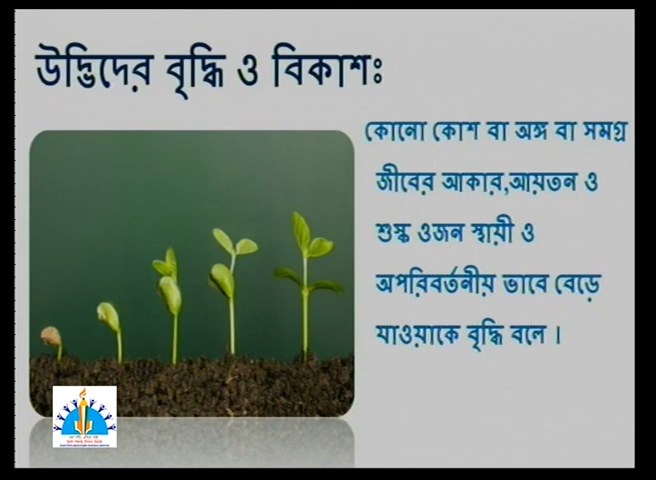 উদ্ভিদের বৃদ্ধি ও বিকাশঃ
কোনো কোশ বা অঙ্গ বা সমগ্র
জীবের আকার,আয়তন ও
শুস্ক ওজন স্থায়ী ও
অপরিবর্তনীয় ভাবে বেড়ে
যাওয়াকে বৃদ্ধি বলে ।